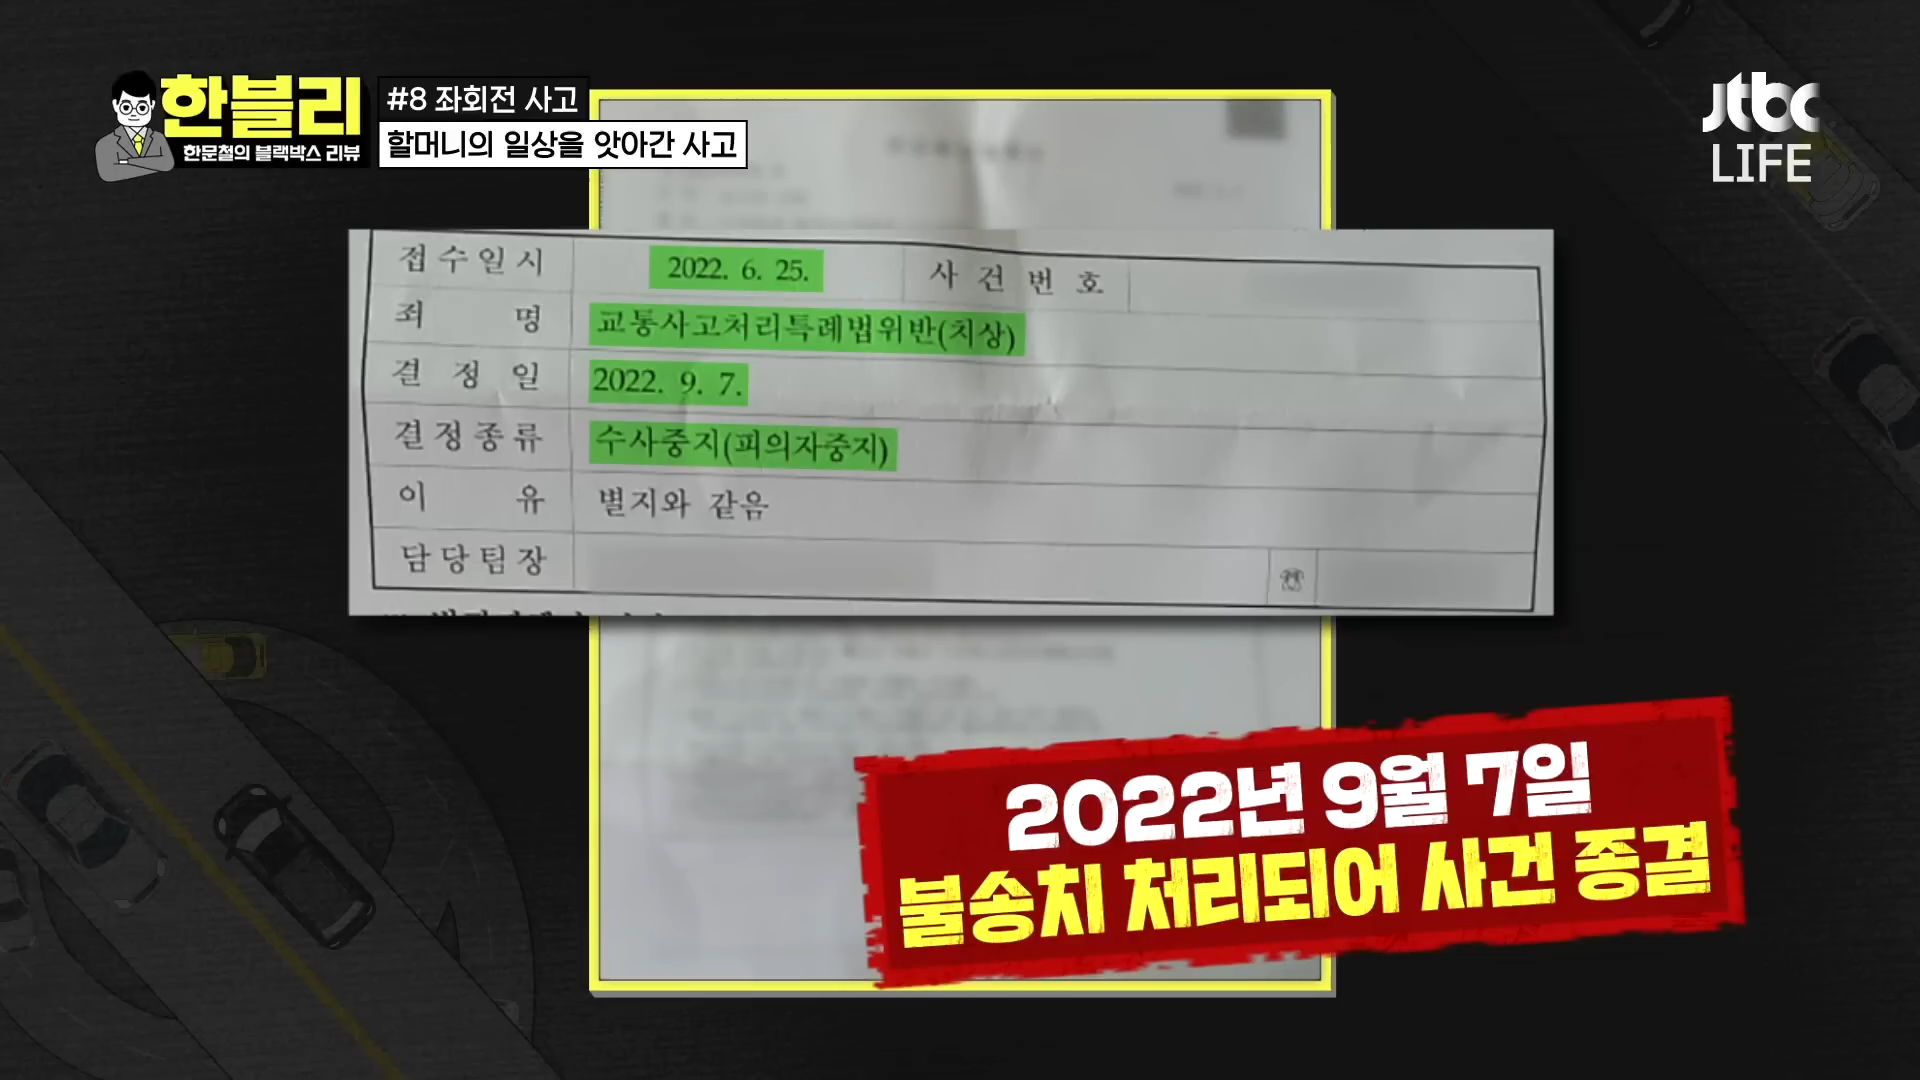 한블리
한문철의 블랙박스 리뷰
#8 좌회전 사고
할머니의 일상을 앗아간 사고
jtbc
LIFE
접수일시 2022. 6. 25. 사건번호
죄 명 교통사고처리특례법위반(치상)
결정일 2022. 9. 7.
결정종류 수사중지(피의자중지)
이 유 별지와 같음
담당팀장 ☏
2022년 9월 7일
불송치 처리되어 사건 종결